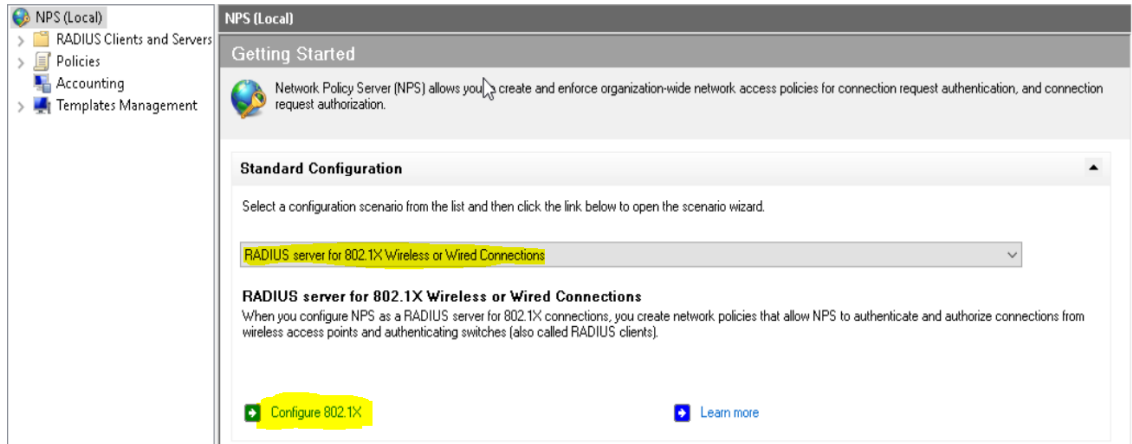 NPS (Local)
RADIUS Clients and Servers
Policies
Accounting
Templates Management
NPS (Local)
Getting Started
Network Policy Server (NPS) allows you create and enforce organization-wide network access policies for connection request authentication, and connection
request authorization.
Standard Configuration
Select a configuration scenario from the list and then click the link below to open the scenario wizard.
RADIUS server for 802.1X Wireless or Wired Connections
RADIUS server for 802.1X Wireless or Wired Connections
When you configure NPS as a RADIUS server for 802.1X connections, you create network policies that allow NPS to authenticate and authorize connections from
wireless access points and authenticating switches (also called RADIUS clients).
Configure 802.1X
Learn more